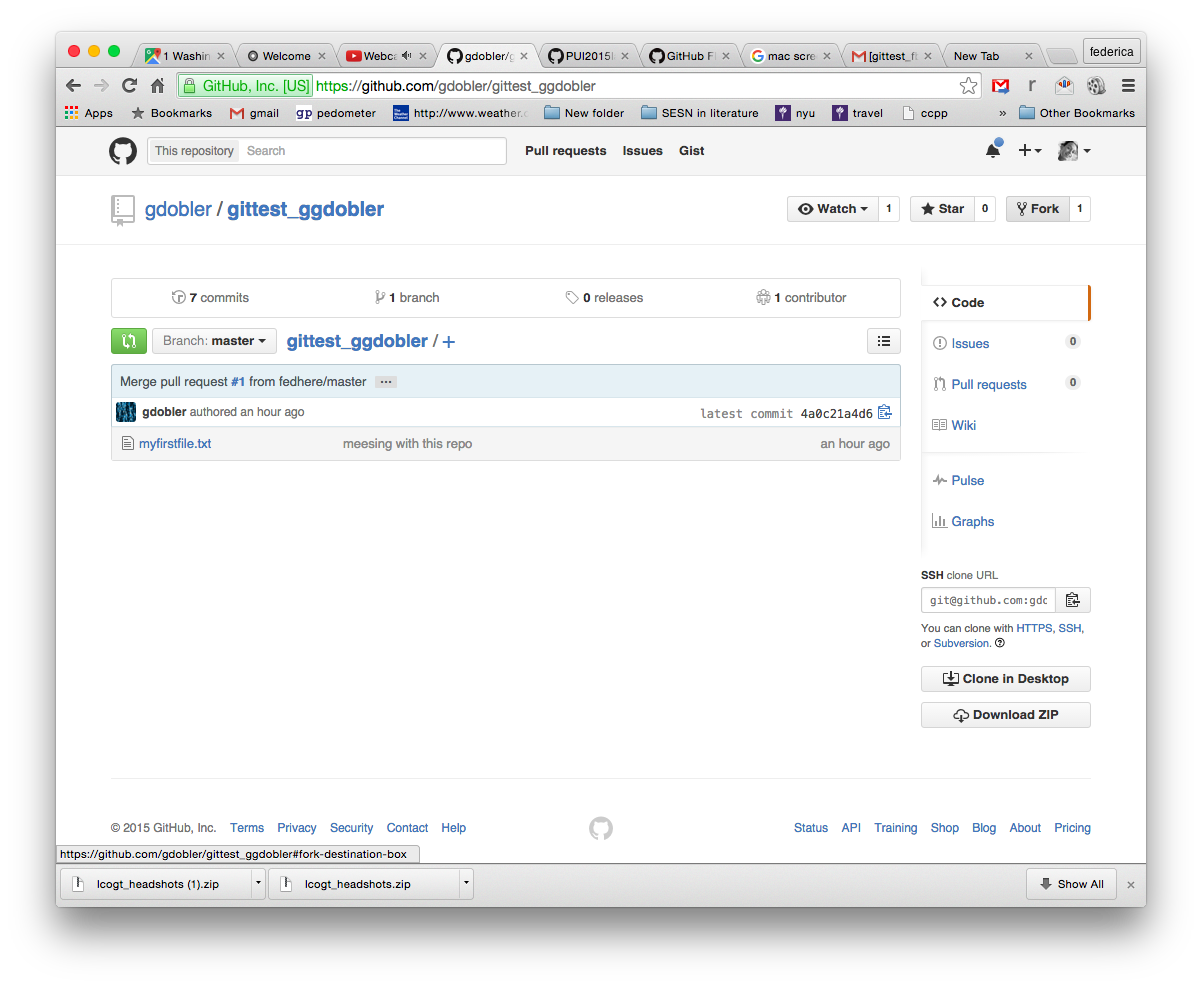 1 Washin Welcome Webca gdobler/g PUI2015 GitHub Fl mac scre [gittest_ New Tab federica
GitHub, Inc. [US] https://github.com/gdobler/gittest_ggdobler
Apps Bookmarks gmail gp pedometer http://www.weather. New folder SESN in literature nyu travel ccpp » Other Bookmarks
This repository Search Pull requests Issues Gist
gdobler / gittest_ggdobler Watch 1 Star 0 Fork 1
7 commits 1 branch 0 releases 1 contributor
Branch: master gittest_ggdobler / +
Merge pull request #1 from fedhere/master ...
gdobler authored an hour ago latest commit 4a0c21a4d6
myfirstfile.txt meesing with this repo an hour ago
Code
Issues 0
Pull requests 0
Wiki
Pulse
Graphs
SSH clone URL
git@github.com:gdo
You can clone with HTTPS, SSH,
or Subversion.
Clone in Desktop
Download ZIP
© 2015 GitHub, Inc. Terms Privacy Security Contact Help Status API Training Shop Blog About Pricing
https://github.com/gdobler/gittest_ggdobler#fork-destination-box
lcogt_headshots (1).zip lcogt_headshots.zip Show All